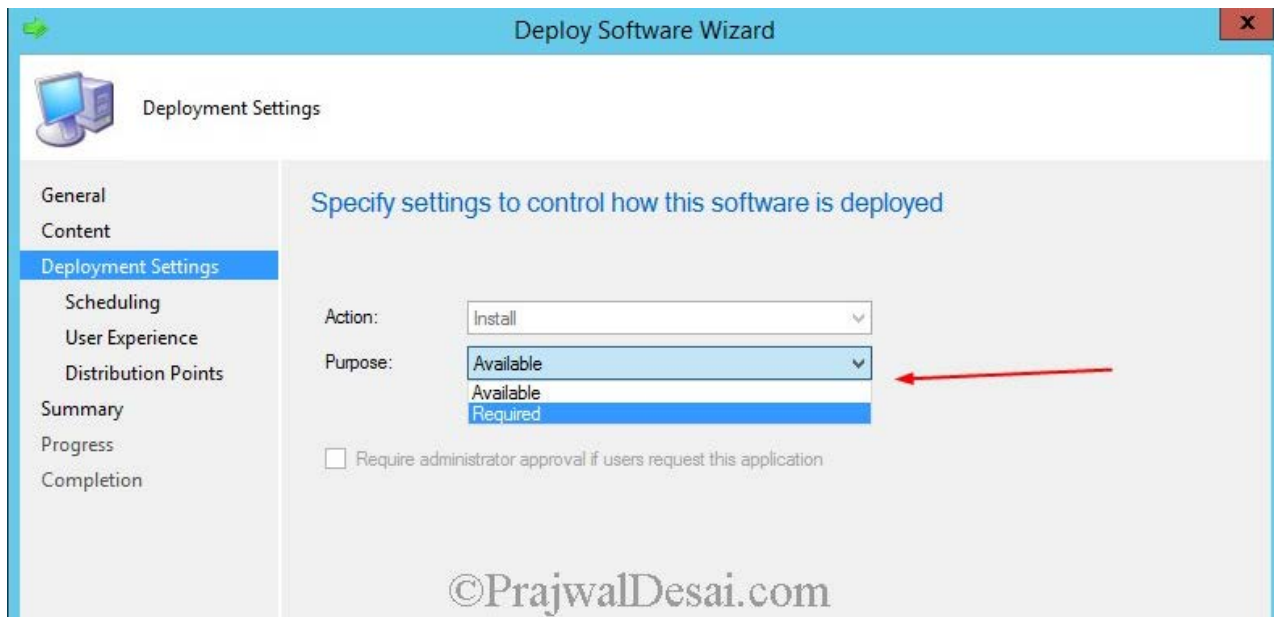 Deploy Software Wizard
x
Deployment Settings
General
Content
Deployment Settings
Scheduling
User Experience
Distribution Points
Summary
Progress
Completion
Specify settings to control how this software is deployed
Action: Install
Purpose: Available
Available
Required
Require administrator approval if users request this application
©PrajwalDesai.com